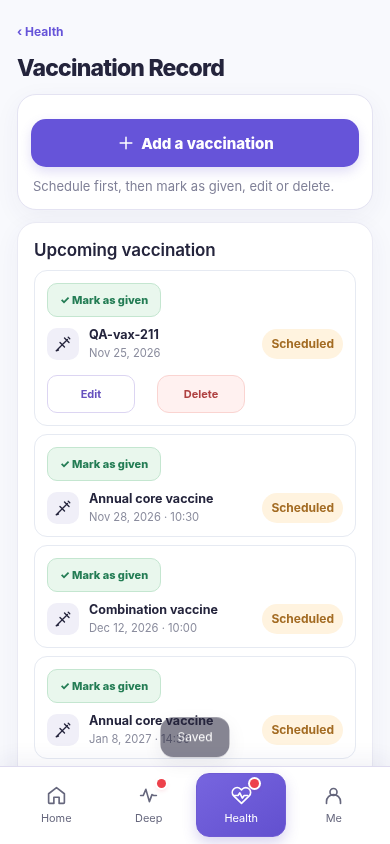 ‹ Health
Vaccination Record
+ Add a vaccination
Schedule first, then mark as given, edit or delete.
Upcoming vaccination
✓ Mark as given
QA-vax-211
Nov 25, 2026
Scheduled
Edit
Delete
✓ Mark as given
Annual core vaccine
Nov 28, 2026 · 10:30
Scheduled
✓ Mark as given
Combination vaccine
Dec 12, 2026 · 10:00
Scheduled
✓ Mark as given
Annual core vaccine
Jan 8, 2027 ·
Scheduled
Saved
Home
Deep
Health
Me